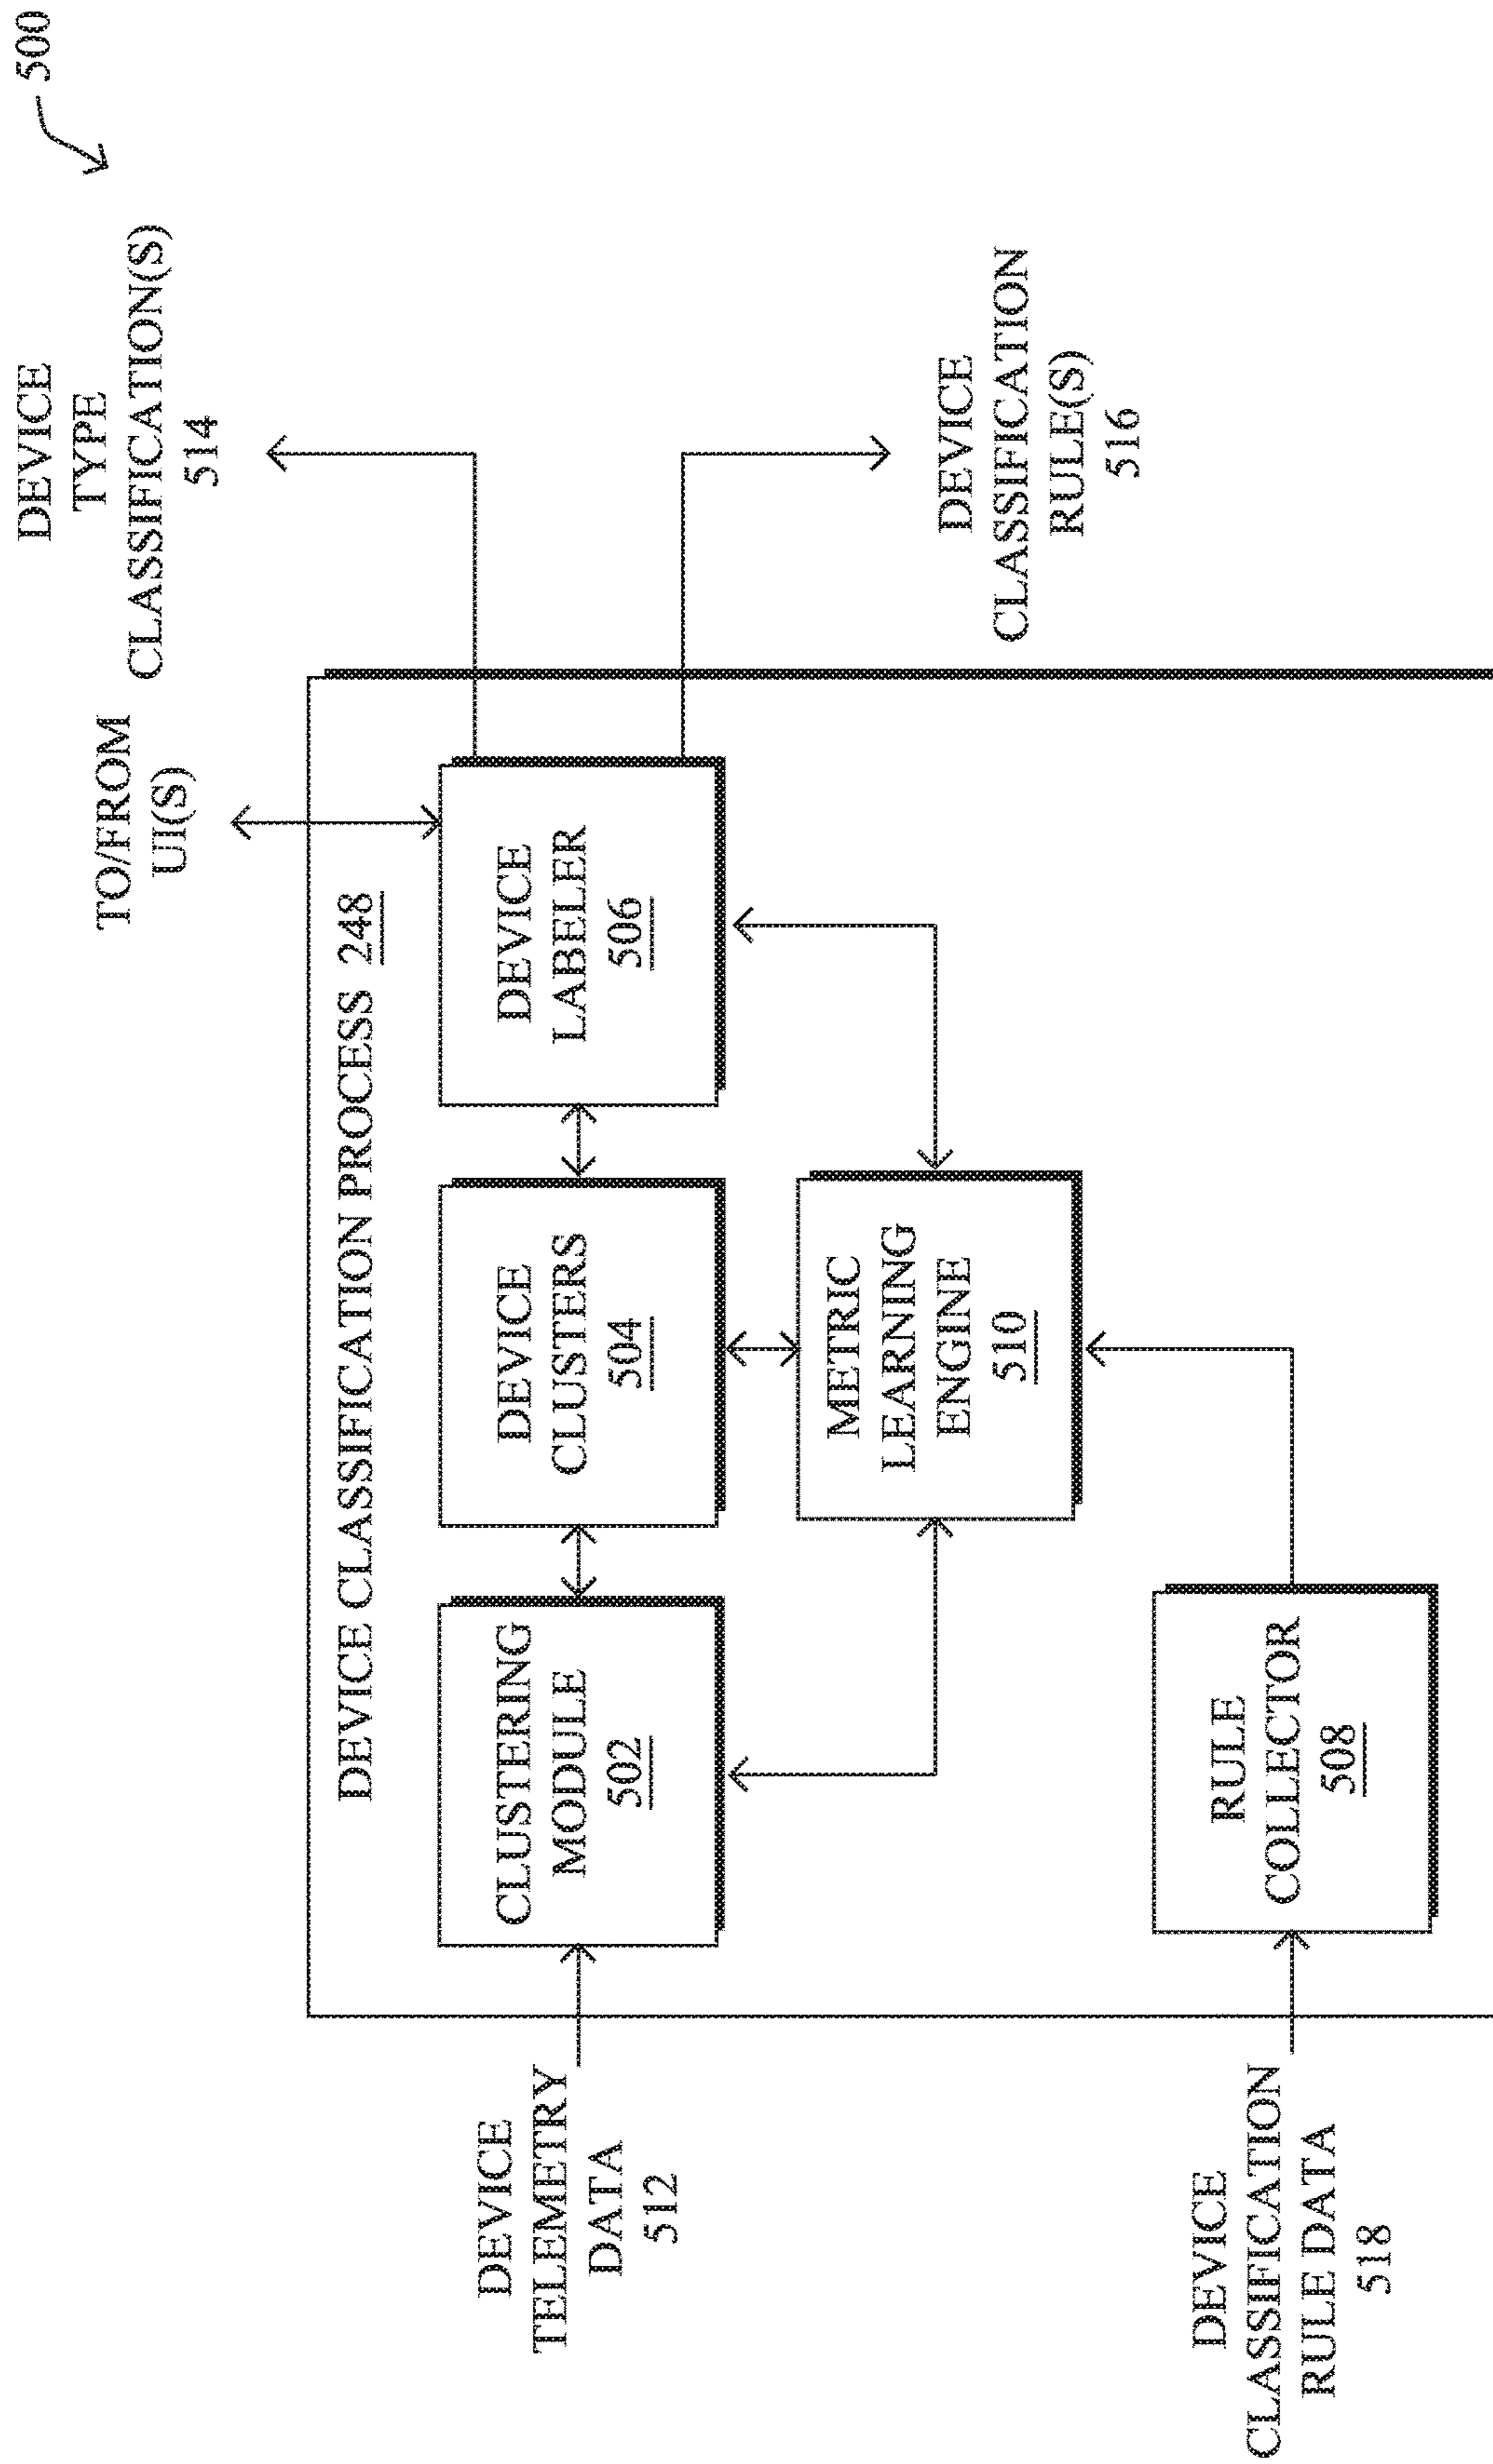 500
DEVICE
TYPE
CLASSIFICATION(S)
514
TO/FROM
UI(S)
DEVICE CLASSIFICATION PROCESS 248
DEVICE
TELEMETRY
DATA
512
CLUSTERING
MODULE
502
DEVICE
CLUSTERS
504
DEVICE
LABELER
506
METRIC
LEARNING
ENGINE
510
DEVICE
CLASSIFICATION
RULE(S)
516
DEVICE
CLASSIFICATION
RULE DATA
518
RULE
COLLECTOR
508